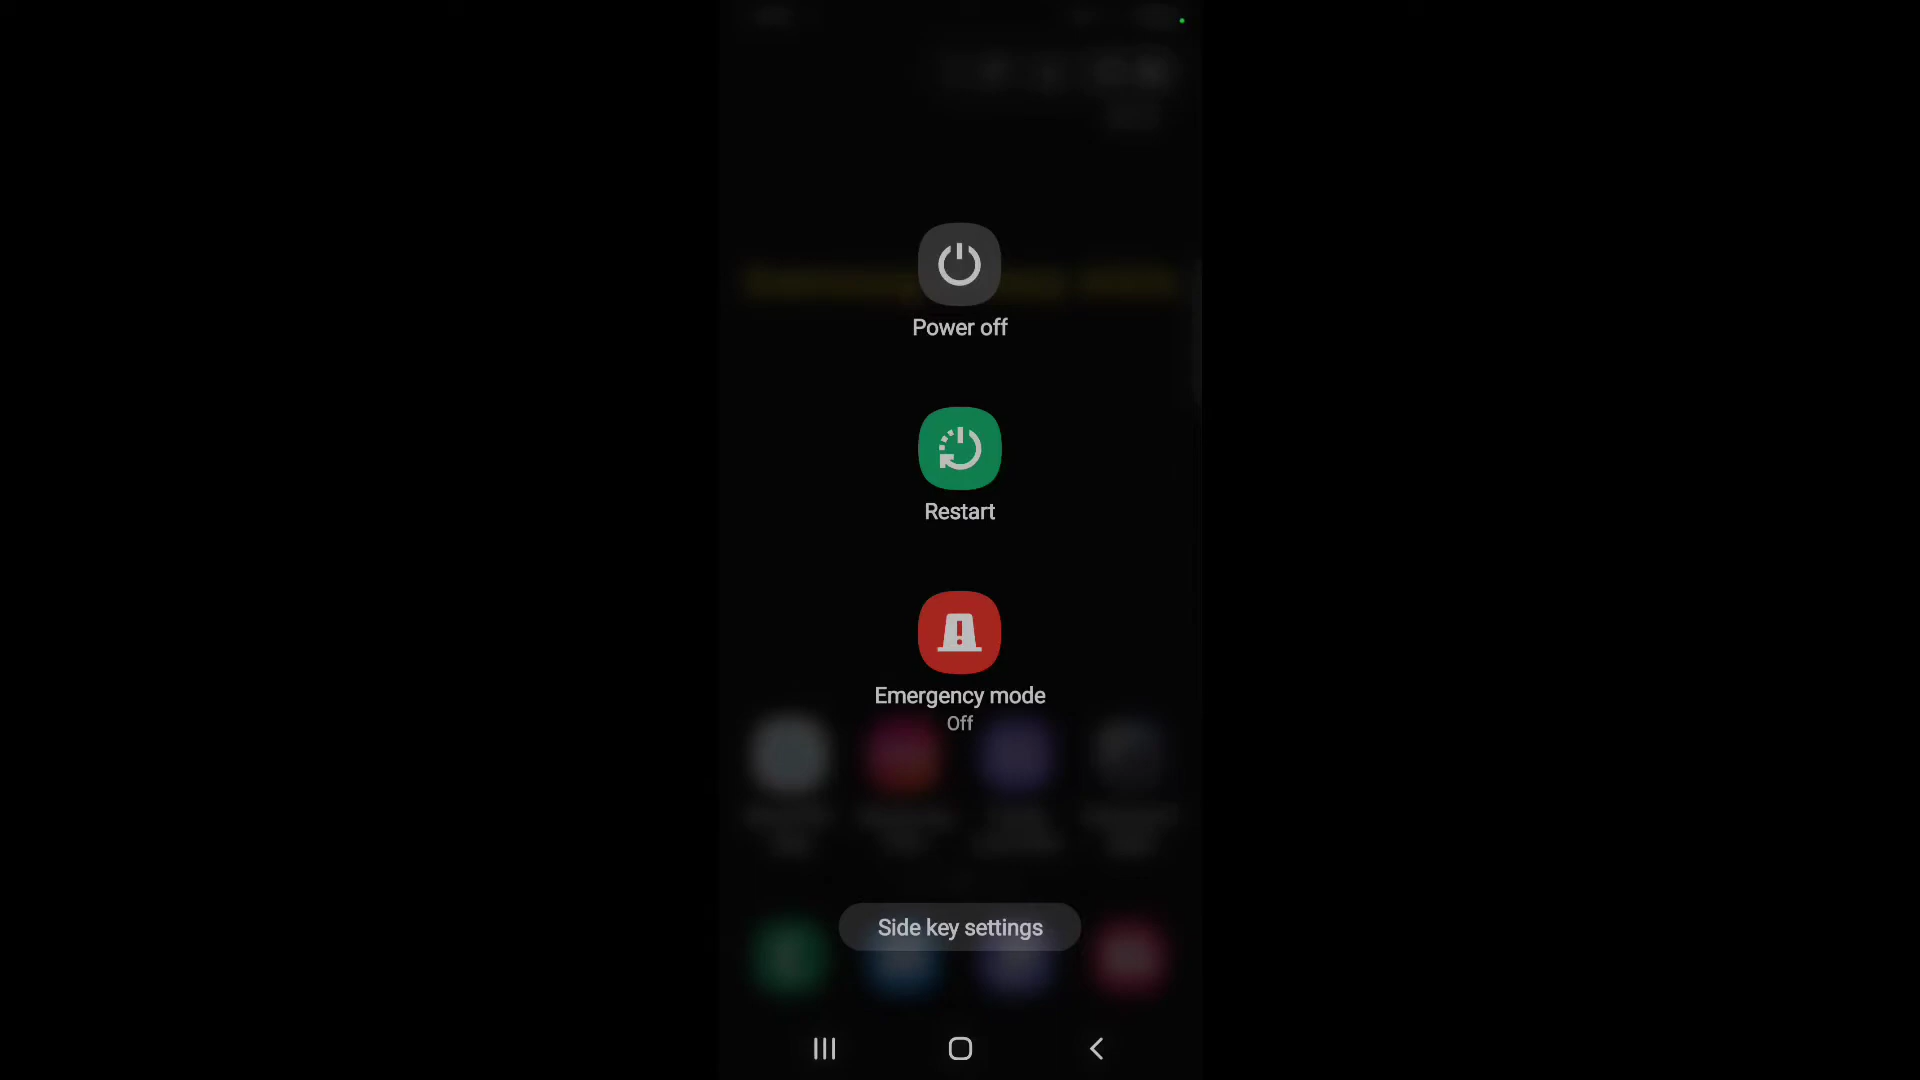 Power off
Restart
Emergency mode
Off
Side key settings